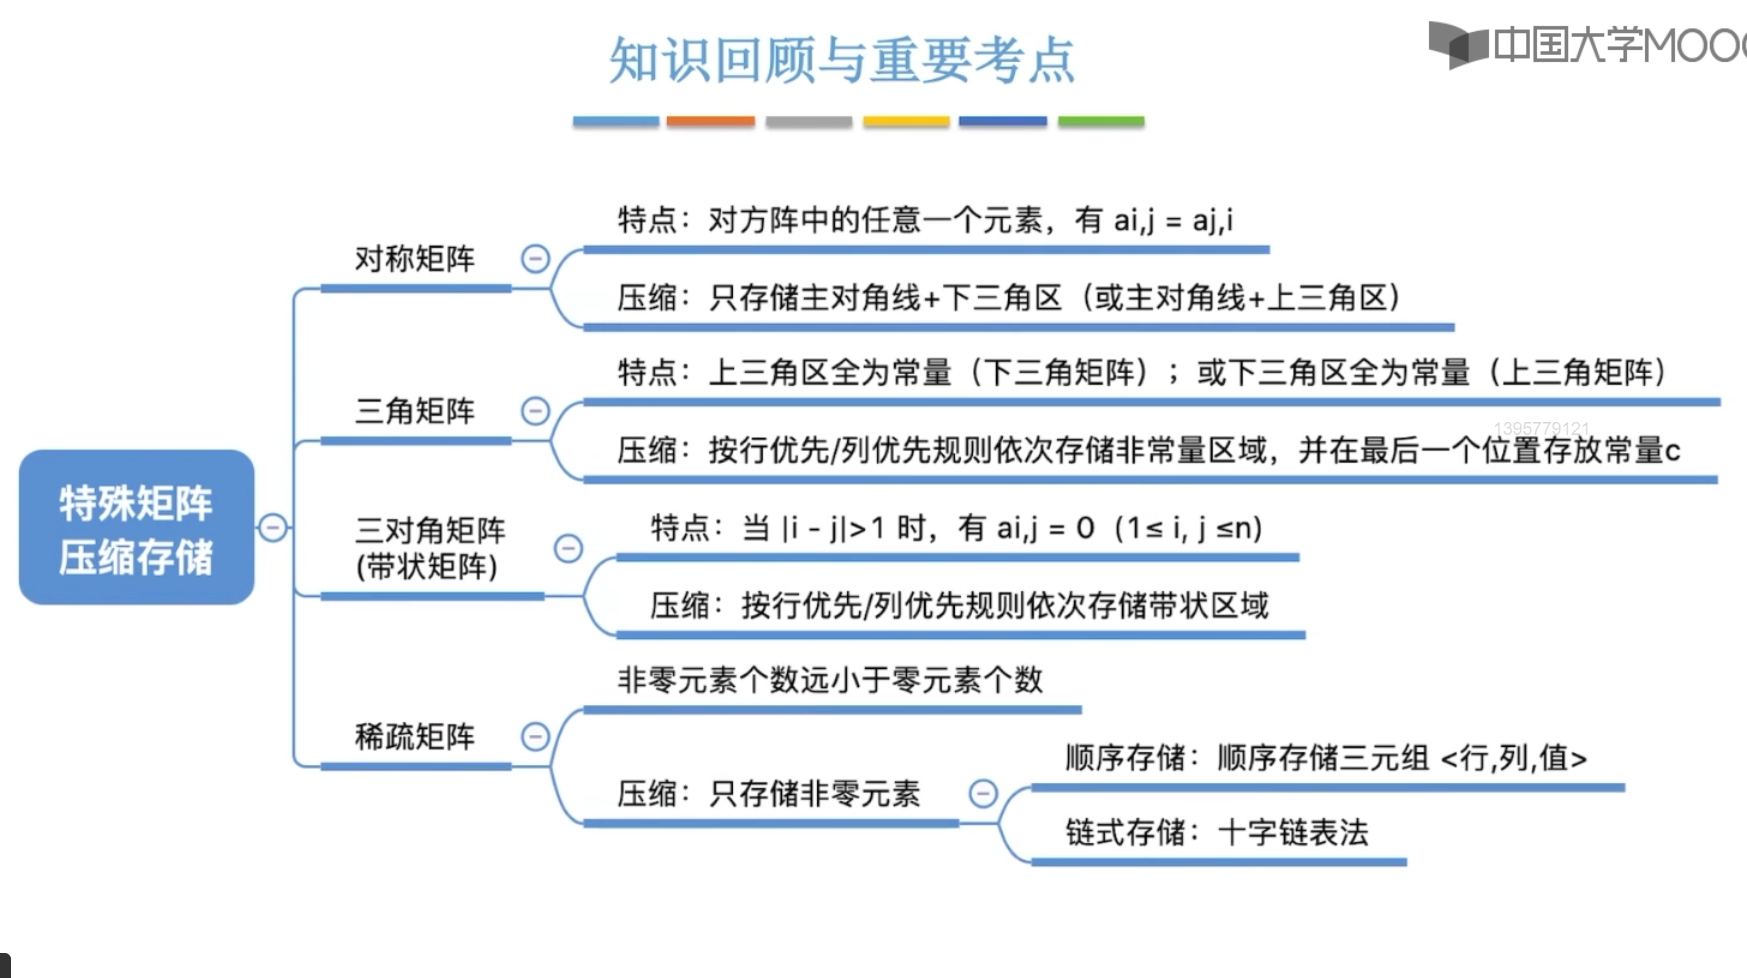 知识回顾与重要考点
中国大学MOOC
特殊矩阵
压缩存储
对称矩阵
特点：对方阵中的任意一个元素，有 ai,j = aj,i
压缩：只存储主对角线+下三角区（或主对角线+上三角区）
三角矩阵
特点：上三角区全为常量（下三角矩阵）；或下三角区全为常量（上三角矩阵）
1395779121
压缩：按行优先/列优先规则依次存储非常量区域，并在最后一个位置存放常量c
三对角矩阵
(带状矩阵)
特点：当 |i - j|>1 时，有 ai,j = 0（1≤ i, j ≤n)
压缩：按行优先/列优先规则依次存储带状区域
稀疏矩阵
非零元素个数远小于零元素个数
压缩：只存储非零元素
顺序存储：顺序存储三元组 <行,列,值>
链式存储：十字链表法